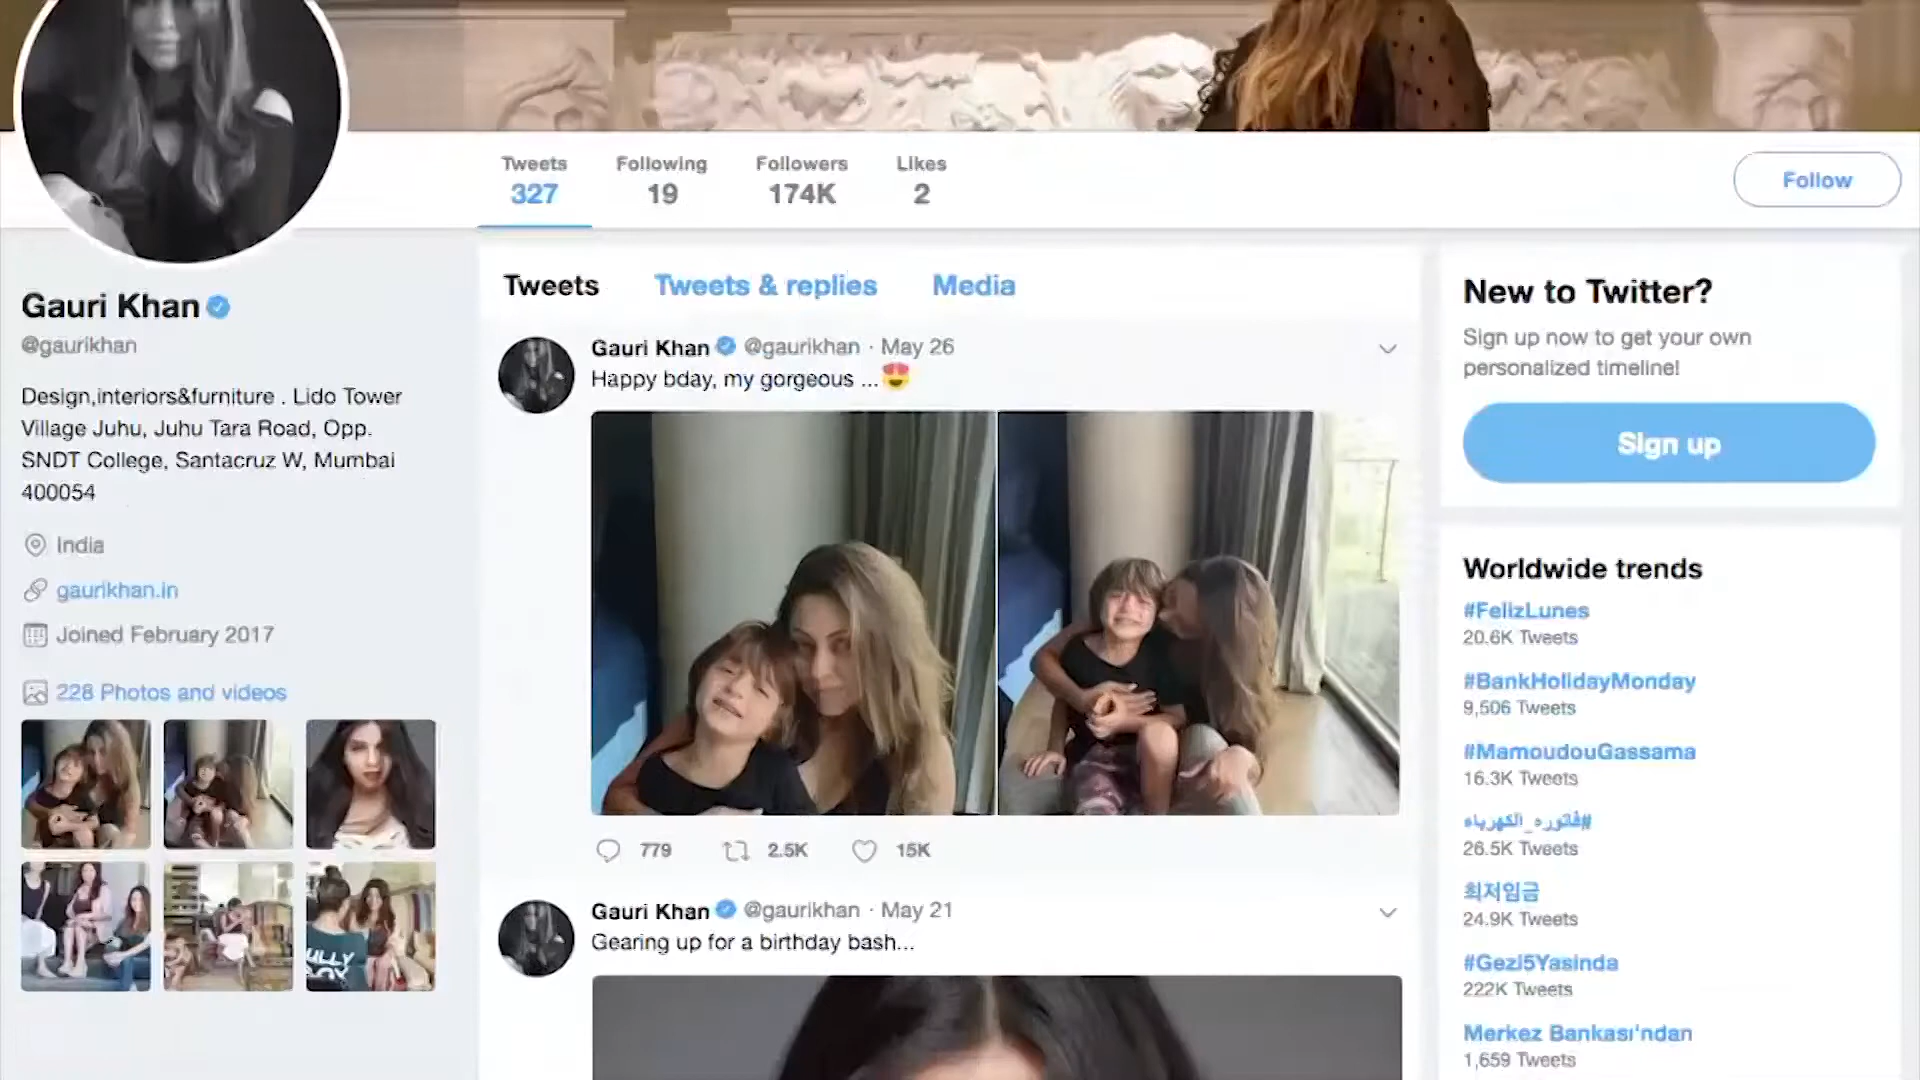 Tweets
327
Following
19
Followers
174K
Likes
2
Follow
Gauri Khan
@gaurikhan
Design,interiors&furniture . Lido Tower
Village Juhu, Juhu Tara Road, Opp.
SNDT College, Santacruz W, Mumbai
400054
India
gaurikhan.in
Joined February 2017
228 Photos and videos
ULLY
BOY
Tweets Tweets & replies Media
Gauri Khan @gaurikhan · May 26
Happy bday, my gorgeous ...😍
779 2.5K 15K
Gauri Khan @gaurikhan · May 21
Gearing up for a birthday bash...
New to Twitter?
Sign up now to get your own
personalized timeline!
Sign up
Worldwide trends
#FelizLunes
20.6K Tweets
#BankHolidayMonday
9,506 Tweets
#MamoudouGassama
16.3K Tweets
#فاتوره_الكهرباء
26.5K Tweets
최저임금
24.9K Tweets
#Gezi5Yasinda
222K Tweets
Merkez Bankası'ndan
1,659 Tweets